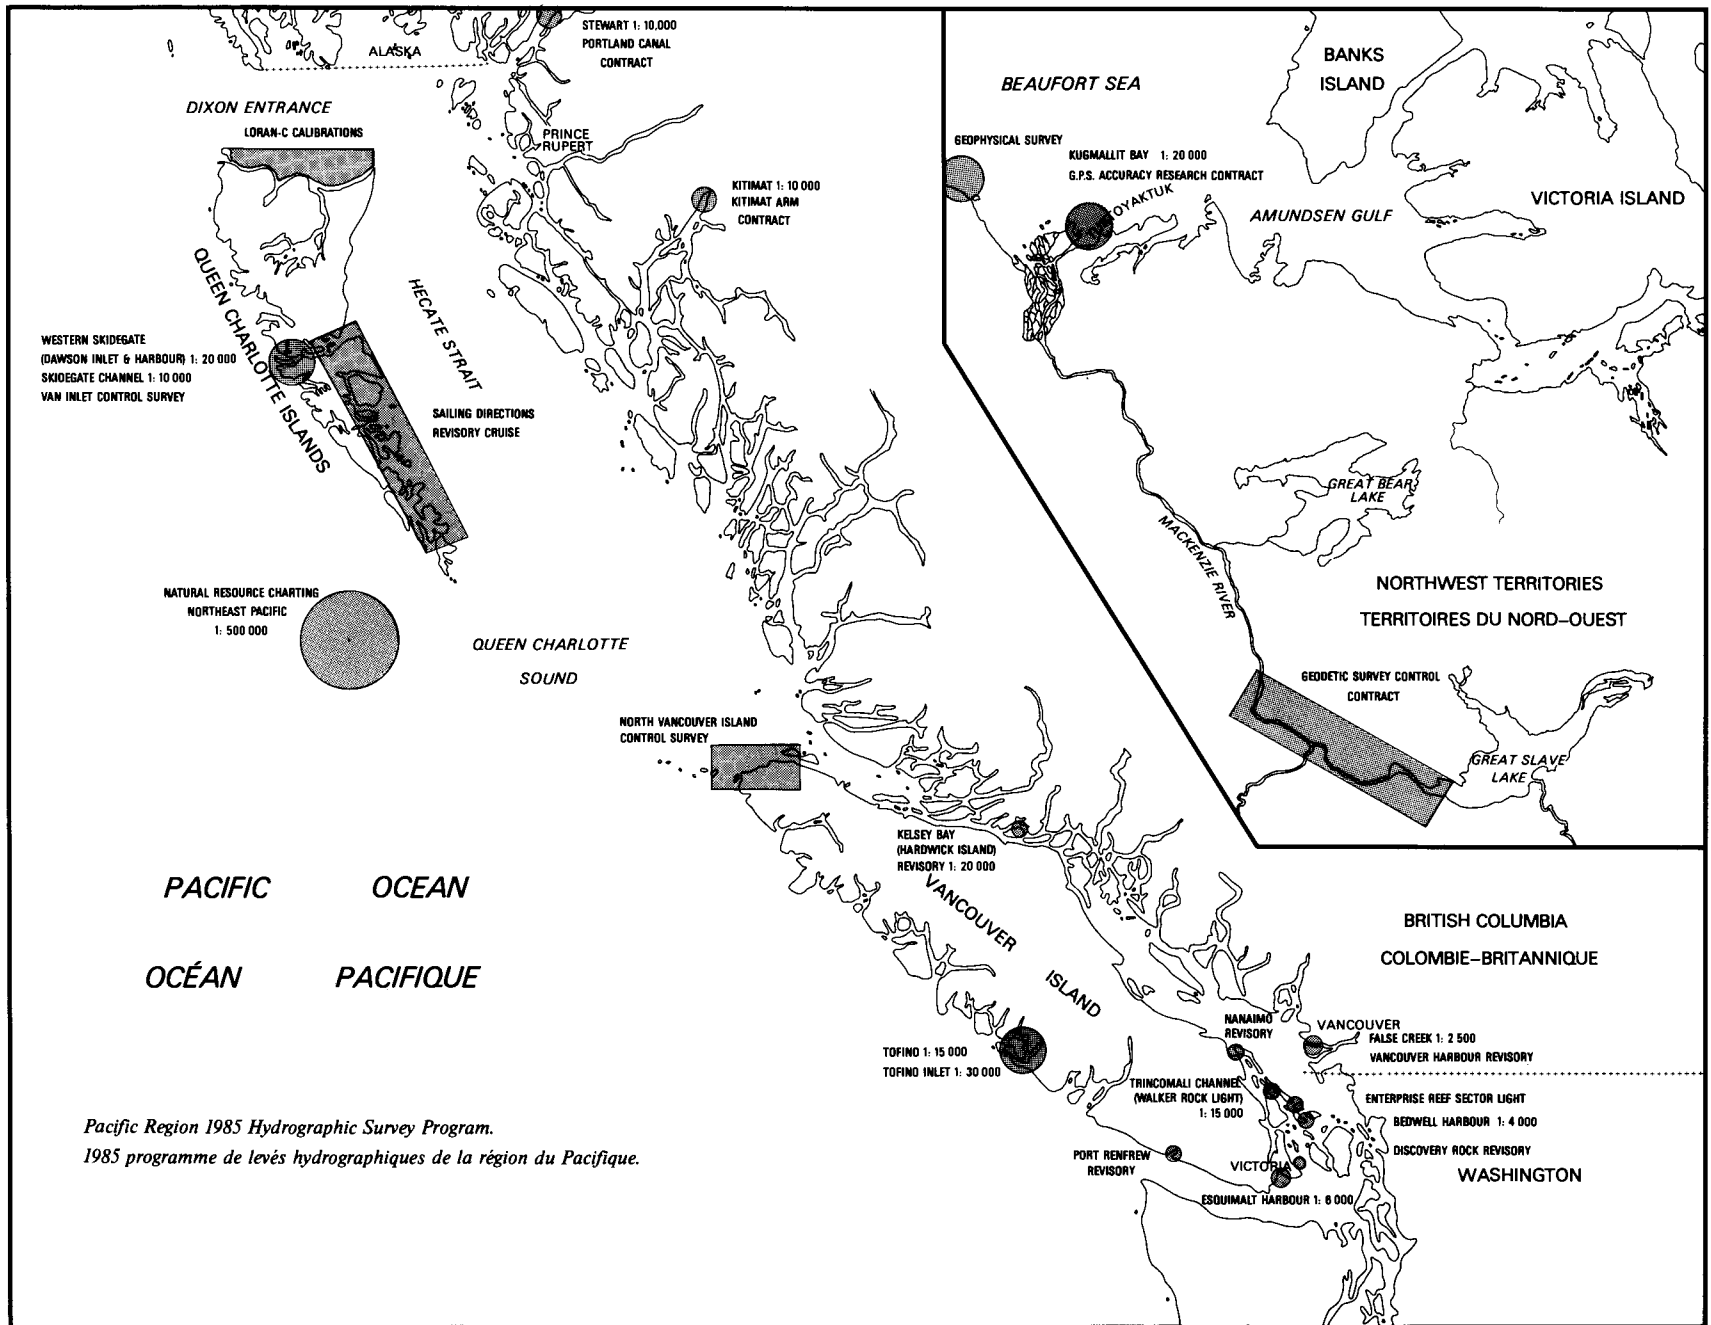 STEWART 1: 10,000
PORTLAND CANAL
CONTRACT
ALASKA
DIXON ENTRANCE
LORAN-C CALIBRATIONS
PRINCE
RUPERT
KITIMAT 1: 10 000
KITIMAT ARM
CONTRACT
QUEEN CHARLOTTE ISLANDS
HECATE STRAIT
WESTERN SKIDEGATE
(DAWSON INLET & HARBOUR) 1: 20 000
SKIDEGATE CHANNEL 1: 10 000
VAN INLET CONTROL SURVEY
SAILING DIRECTIONS
REVISORY CRUISE
NATURAL RESOURCE CHARTING
NORTHEAST PACIFIC
1: 500 000
QUEEN CHARLOTTE
SOUND
NORTH VANCOUVER ISLAND
CONTROL SURVEY
KELSEY BAY
(HARDWICK ISLAND)
REVISORY 1: 20 000
VANCOUVER
ISLAND
PACIFIC OCEAN
OCÉAN PACIFIQUE
TOFINO 1: 15 000
TOFINO INLET 1: 30 000
NANAIMO
REVISORY
VANCOUVER
FALSE CREEK 1: 2 500
VANCOUVER HARBOUR REVISORY
TRINCOMALI CHANNEL
(WALKER ROCK LIGHT)
1: 15 000
ENTERPRISE REEF SECTOR LIGHT
BEDWELL HARBOUR 1: 4 000
DISCOVERY ROCK REVISORY
WASHINGTON
PORT RENFREW
REVISORY
VICTORIA
ESQUIMALT HARBOUR 1: 6 000
BRITISH COLUMBIA
COLOMBIE–BRITANNIQUE
BEAUFORT SEA
BANKS
ISLAND
GEOPHYSICAL SURVEY
KUGMALLIT BAY 1: 20 000
G.P.S. ACCURACY RESEARCH CONTRACT
AMUNDSEN GULF
VICTORIA ISLAND
GREAT BEAR
LAKE
MACKENZIE RIVER
NORTHWEST TERRITORIES
TERRITOIRES DU NORD–OUEST
GEODETIC SURVEY CONTROL
CONTRACT
GREAT SLAVE
LAKE
Pacific Region 1985 Hydrographic Survey Program.
1985 programme de levés hydrographiques de la région du Pacifique.